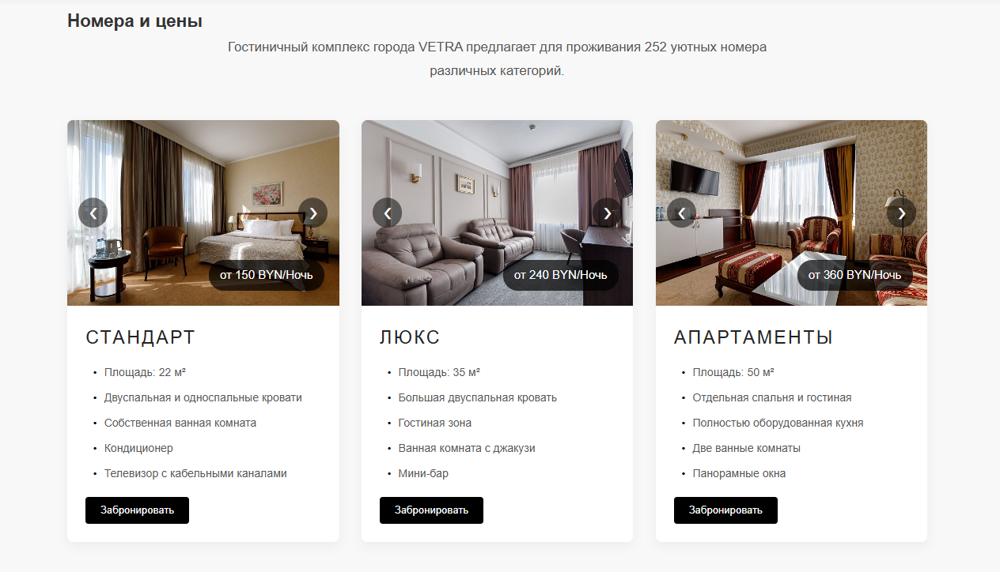 Номера и цены
Гостиничный комплекс города VETRA предлагает для проживания 252 уютных номера
различных категорий.
❮
❯
от 150 BYN/Ночь
СТАНДАРТ
• Площадь: 22 м²
• Двуспальная и односпальные кровати
• Собственная ванная комната
• Кондиционер
• Телевизор с кабельными каналами
Забронировать
❮
❯
от 240 BYN/Ночь
ЛЮКС
• Площадь: 35 м²
• Большая двуспальная кровать
• Гостиная зона
• Ванная комната с джакузи
• Мини-бар
Забронировать
❮
❯
от 360 BYN/Ночь
АПАРТАМЕНТЫ
• Площадь: 50 м²
• Отдельная спальня и гостиная
• Полностью оборудованная кухня
• Две ванные комнаты
• Панорамные окна
Забронировать